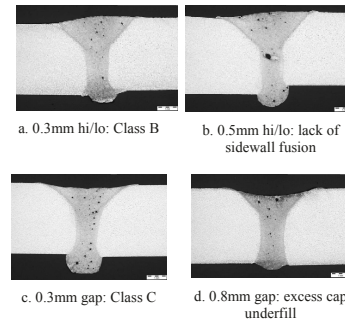 a. 0.3mm hi/lo: Class B
b. 0.5mm hi/lo: lack of
sidewall fusion
c. 0.3mm gap: Class C
d. 0.8mm gap: excess cap
underfill